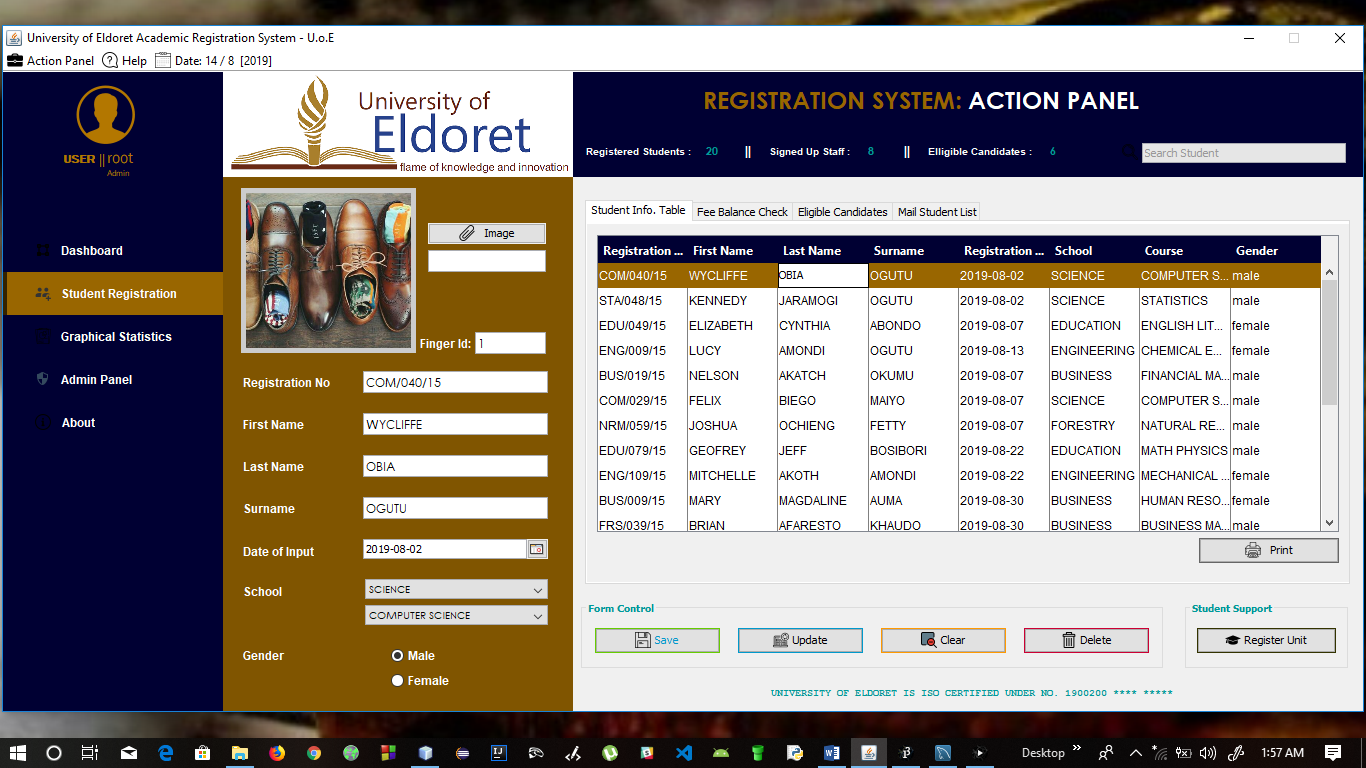 University of Eldoret Academic Registration System - U.o.E
Action Panel Help Date: 14 / 8 [2019]
USER || root
Admin
Dashboard
Student Registration
Graphical Statistics
Admin Panel
About
University of
Eldoret
flame of knowledge and innovation
REGISTRATION SYSTEM: ACTION PANEL
Registered Students : 20 || Signed Up Staff : 8 || Elligible Candidates : 6
Search Student
Image
Finger Id: 1
Registration No COM/040/15
First Name WYCLIFFE
Last Name OBIA
Surname OGUTU
Date of Input 2019-08-02
School SCIENCE
COMPUTER SCIENCE
Gender Male
Female
Student Info. Table Fee Balance Check Eligible Candidates Mail Student List
Registration ... First Name Last Name Surname Registration ... School Course Gender
COM/040/15 WYCLIFFE OBIA OGUTU 2019-08-02 SCIENCE COMPUTER S... male
STA/048/15 KENNEDY JARAMOGI OGUTU 2019-08-02 SCIENCE STATISTICS male
EDU/049/15 ELIZABETH CYNTHIA ABONDO 2019-08-07 EDUCATION ENGLISH LIT... female
ENG/009/15 LUCY AMONDI OGUTU 2019-08-13 ENGINEERING CHEMICAL E... female
BUS/019/15 NELSON AKATCH OKUMU 2019-08-07 BUSINESS FINANCIAL MA... male
COM/029/15 FELIX BIEGO MAIYO 2019-08-07 SCIENCE COMPUTER S... male
NRM/059/15 JOSHUA OCHIENG FETTY 2019-08-07 FORESTRY NATURAL RE... male
EDU/079/15 GEOFREY JEFF BOSIBORI 2019-08-22 EDUCATION MATH PHYSICS male
ENG/109/15 MITCHELLE AKOTH AMONDI 2019-08-22 ENGINEERING MECHANICAL ... female
BUS/009/15 MARY MAGDALINE AUMA 2019-08-30 BUSINESS HUMAN RESO... female
FRS/039/15 BRIAN AFARESTO KHAUDO 2019-08-30 BUSINESS BUSINESS MA... male
Print
Form Control
Save Update Clear Delete
Student Support
Register Unit
UNIVERSITY OF ELDORET IS ISO CERTIFIED UNDER NO. 1900200 **** *****
Desktop 1:57 AM